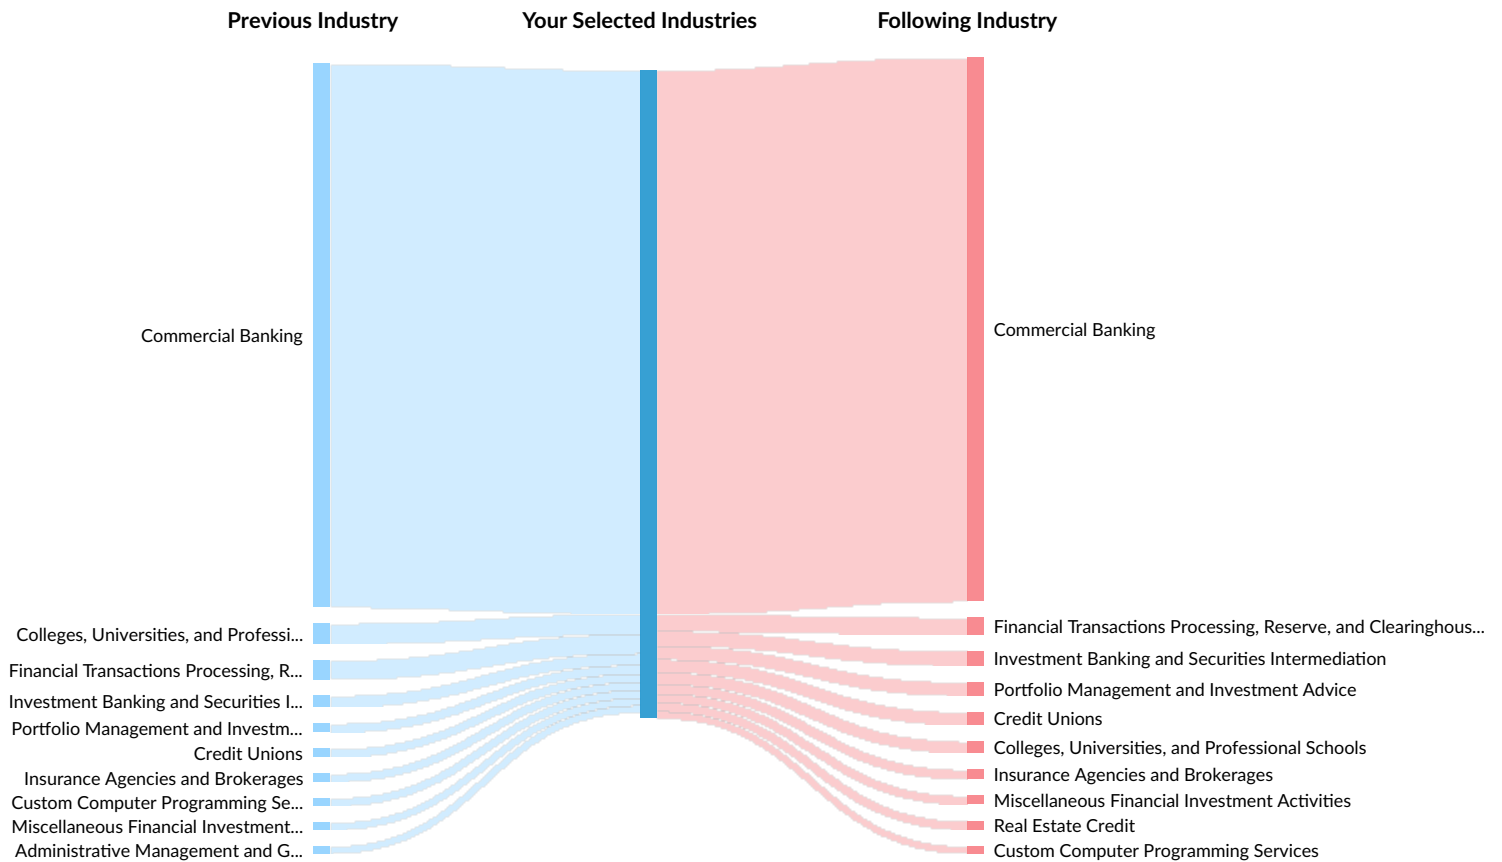 Previous Industry
Your Selected Industries
Following Industry
Commercial Banking
Colleges, Universities, and Professi...
Financial Transactions Processing, R...
Investment Banking and Securities I...
Portfolio Management and Investm...
Credit Unions
Insurance Agencies and Brokerages
Custom Computer Programming Se...
Miscellaneous Financial Investment...
Administrative Management and G...
Commercial Banking
Financial Transactions Processing, Reserve, and Clearinghous...
Investment Banking and Securities Intermediation
Portfolio Management and Investment Advice
Credit Unions
Colleges, Universities, and Professional Schools
Insurance Agencies and Brokerages
Miscellaneous Financial Investment Activities
Real Estate Credit
Custom Computer Programming Services